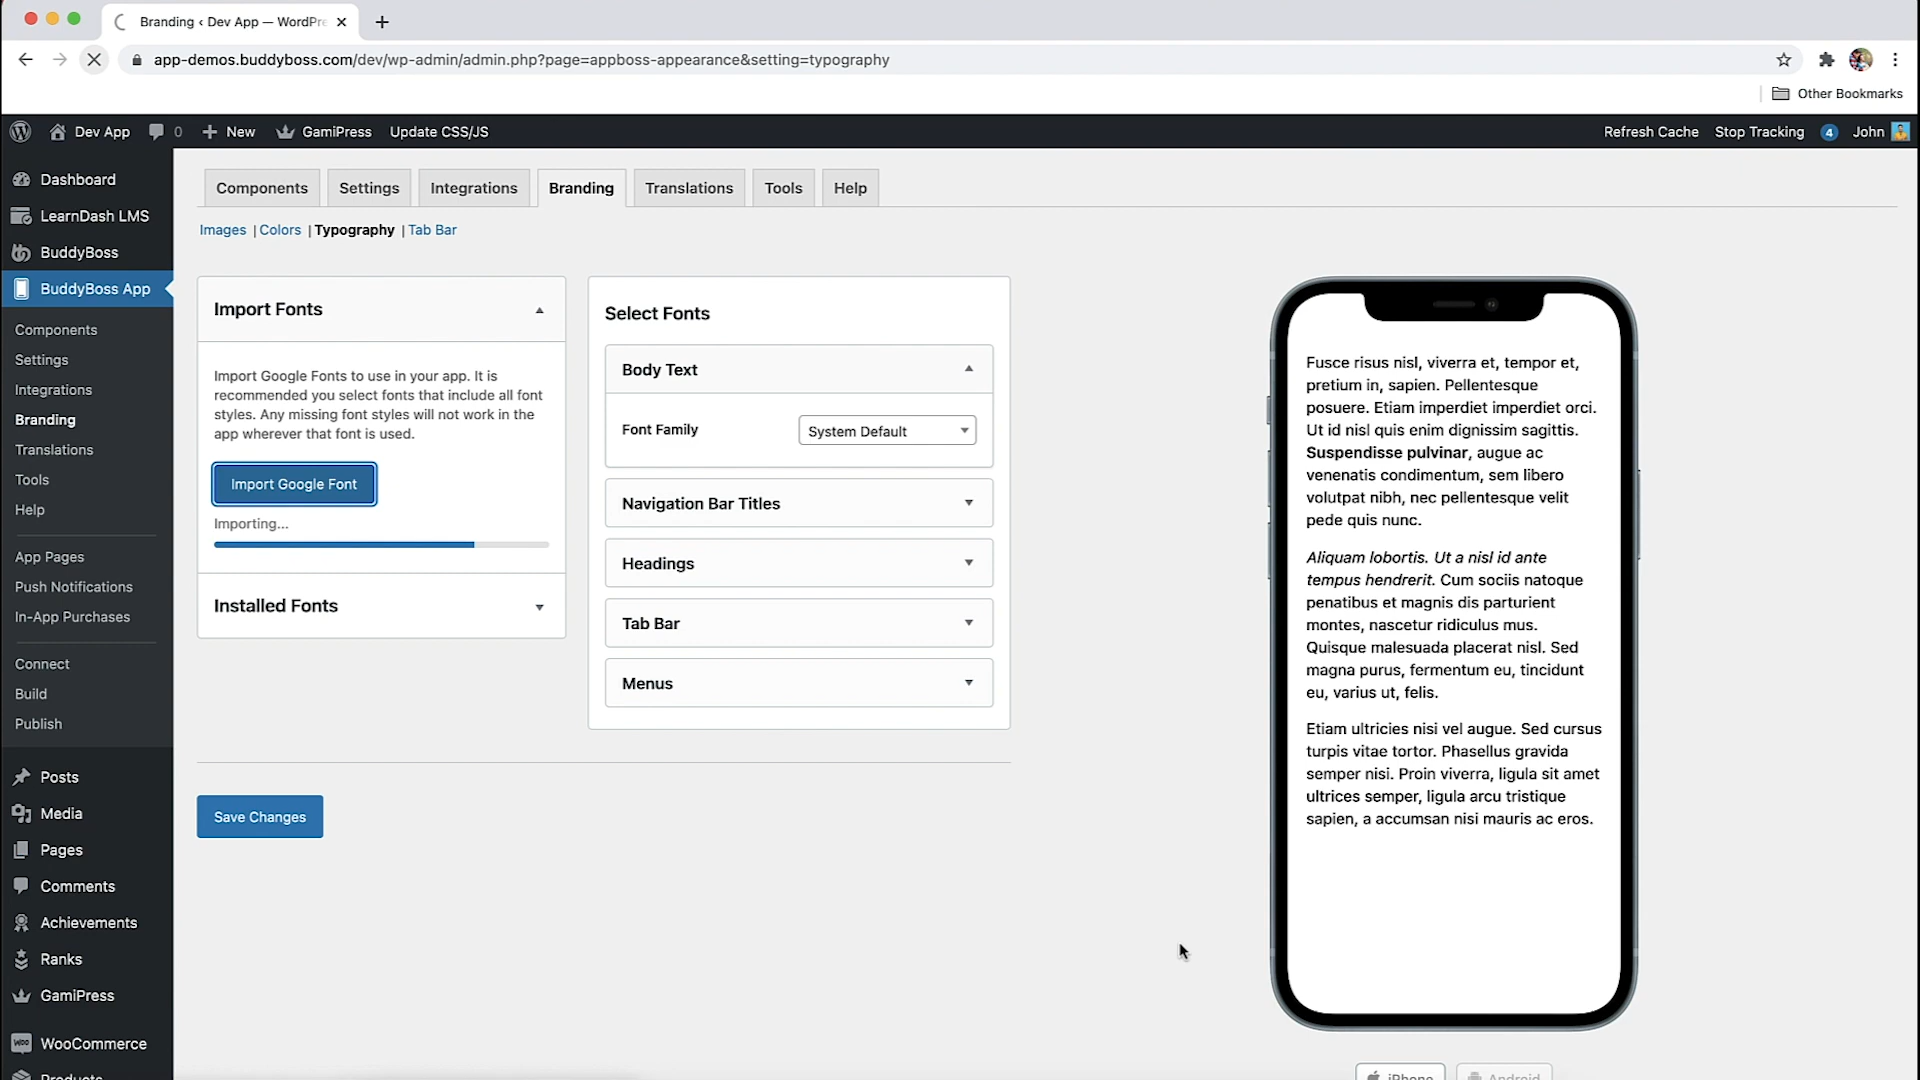 Branding ‹ Dev App — WordPre
app-demos.buddyboss.com/dev/wp-admin/admin.php?page=appboss-appearance&setting=typography
Other Bookmarks
Dev App
0
New
GamiPress
Update CSS/JS
Refresh Cache
Stop Tracking
4
John
Dashboard
LearnDash LMS
BuddyBoss
BuddyBoss App
Components
Settings
Integrations
Branding
Translations
Tools
Help
App Pages
Push Notifications
In-App Purchases
Connect
Build
Publish
Posts
Media
Pages
Comments
Achievements
Ranks
GamiPress
WooCommerce
Products
Components
Settings
Integrations
Branding
Translations
Tools
Help
Images | Colors | Typography | Tab Bar
Import Fonts
Import Google Fonts to use in your app. It is
recommended you select fonts that include all font
styles. Any missing font styles will not work in the
app wherever that font is used.
Import Google Font
Importing...
Installed Fonts
Select Fonts
Body Text
Font Family
System Default
Navigation Bar Titles
Headings
Tab Bar
Menus
Save Changes
Fusce risus nisl, viverra et, tempor et,
pretium in, sapien. Pellentesque
posuere. Etiam imperdiet imperdiet orci.
Ut id nisl quis enim dignissim sagittis.
Suspendisse pulvinar, augue ac
venenatis condimentum, sem libero
volutpat nibh, nec pellentesque velit
pede quis nunc.
Aliquam lobortis. Ut a nisl id ante
tempus hendrerit. Cum sociis natoque
penatibus et magnis dis parturient
montes, nascetur ridiculus mus.
Quisque malesuada placerat nisl. Sed
magna purus, fermentum eu, tincidunt
eu, varius ut, felis.
Etiam ultricies nisi vel augue. Sed cursus
turpis vitae tortor. Phasellus gravida
semper nisi. Proin viverra, ligula sit amet
ultrices semper, ligula arcu tristique
sapien, a accumsan nisi mauris ac eros.
iPhone
Android